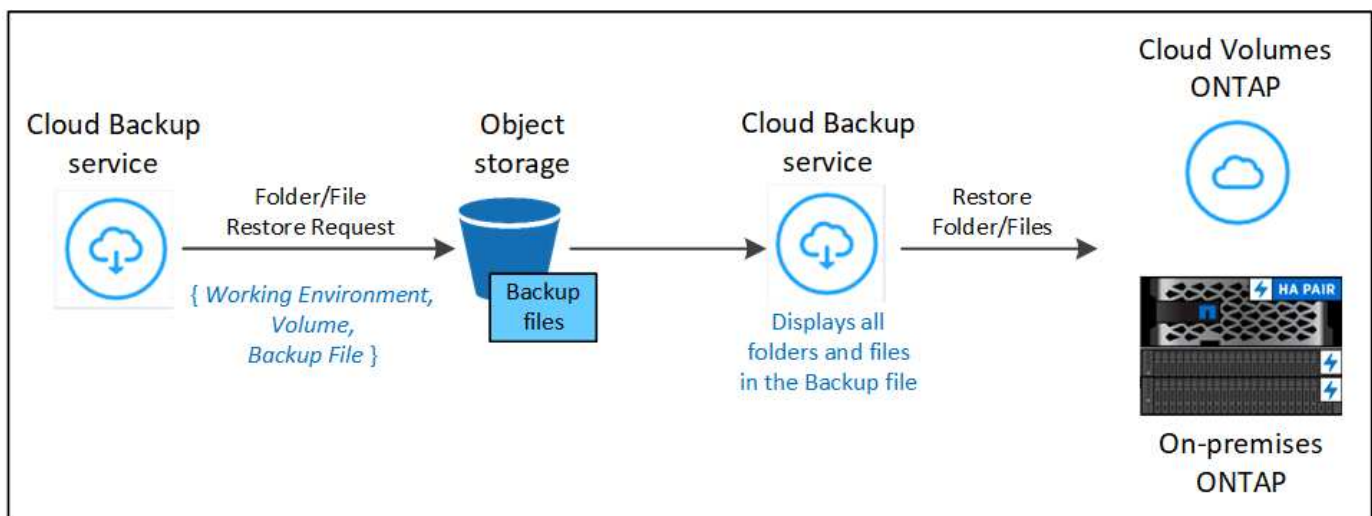 Cloud Backup
service
Folder/File
Restore Request
{ Working Environment,
Volume,
Backup File }
Object
storage
Backup
files
Cloud Backup
service
Displays all
folders and files
in the Backup file
Restore
Folder/Files
Cloud Volumes
ONTAP
HA PAIR
On-premises
ONTAP